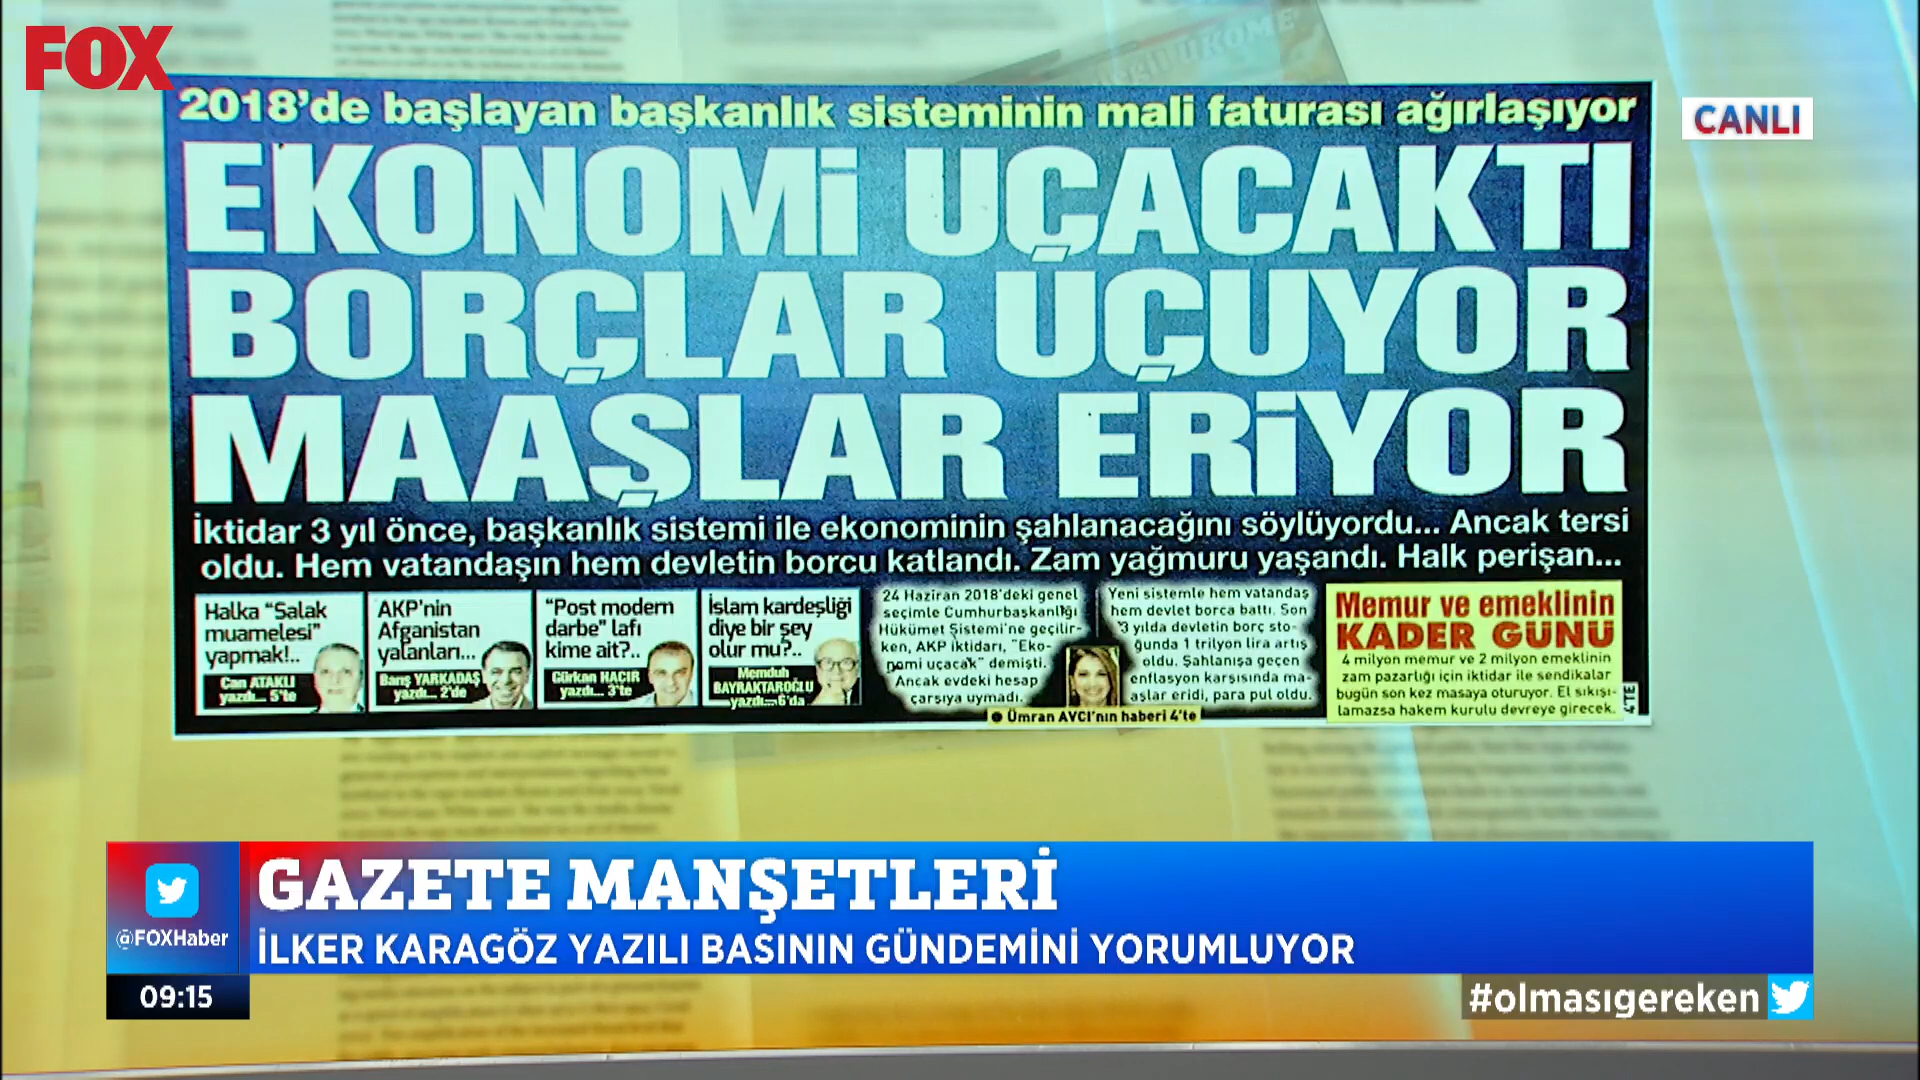 FOX
CANLI
2018’de başlayan başkanlık sisteminin mali faturası ağırlaşıyor
EKONOMİ UÇACAKTI
BORÇLAR UÇUYOR
MAAŞLAR ERİYOR
İktidar 3 yıl önce, başkanlık sistemi ile ekonominin şahlanacağını söylüyordu... Ancak tersi
oldu. Hem vatandaşın hem devletin borcu katlandı. Zam yağmuru yaşandı. Halk perişan...
Halka “Salak
muamelesi”
yapmak!..
Can ATAKLI
yazdı... 5’te
AKP’nin
Afganistan
yalanları...
Barış YARKADAŞ
yazdı... 2’de
“Post modern
darbe” lafı
kime ait?..
Gürkan HACIR
yazdı... 3’te
İslam kardeşliği
diye bir şey
olur mu?..
Memduh
BAYRAKTAROĞLU
yazdı...6’da
24 Haziran 2018’deki genel
seçimle Cumhurbaşkanlığı
Hükümet Sistemi’ne geçilir-
ken, AKP iktidarı, “Eko-
nomi uçacak” demişti.
Ancak evdeki hesap
çarşıya uymadı.
Yeni sistemle hem vatandaş
hem devlet borca battı. Son
3 yılda devletin borç sto-
ğunda 1 trilyon lira artış
oldu. Şahlanışa geçen
enflasyon karşısında ma-
aşlar eridi, para pul oldu.
Ümran AVCI’nın haberi 4’te
Memur ve emeklinin
KADER GÜNÜ
4 milyon memur ve 2 milyon emeklinin
zam pazarlığı için iktidar ile sendikalar
bugün son kez masaya oturuyor. El sıkışı-
lamazsa hakem kurulu devreye girecek.
4’TE
GAZETE MANŞETLERİ
@FOXHaber
İLKER KARAGÖZ YAZILI BASININ GÜNDEMİNİ YORUMLUYOR
09:15
#olmasıgereken